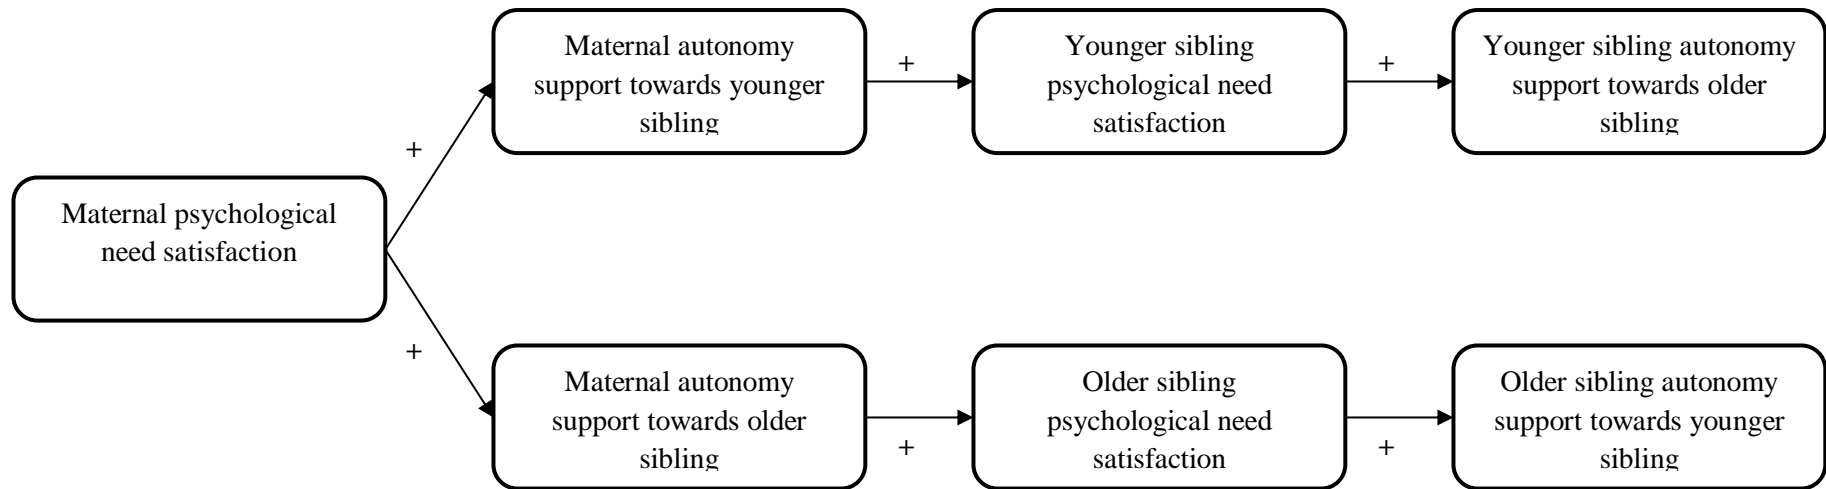 Maternal autonomy
support towards younger
sibling
+
Younger sibling
psychological need
satisfaction
+
Younger sibling autonomy
support towards older
sibling
+
Maternal psychological
need satisfaction
+
Maternal autonomy
support towards older
sibling
+
Older sibling
psychological need
satisfaction
+
Older sibling autonomy
support towards younger
sibling